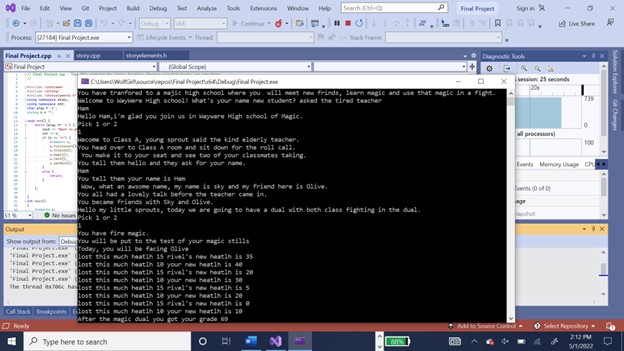 File Edit View Git Project Build Debug Test Analyze Tools Extensions Window Help Search (Ctrl+Q) Final Project Sign in
Debug x64 Continue Live Share
Process: [27184] Final Project.exe Lifecycle Events Thread: Stack Frame:
Final Project.cpp story.cpp storyelements.h Diagnostic Tools
Final Project (Global Scope)
session: 25 seconds
20s
739
0
all processors)
Events Memory Usage CPU
Events (0 of 0)
Solution Explorer
Git Changes
51 % No issues
Output
Show output from: Debug
'Final Project.exe'
'Final Project.exe'
'Final Project.exe'
The thread 0x706c has
Call Stack Breakpoints
C:\Users\WolfGirl\source\repos\Final Project\x64\Debug\Final Project.exe
You have tranfored to a majic high school where you will meet new frinds, learn magic and use that magic in a fight.
Welcome to WayWere High school! What's your name new student? asked the tired teacher
Ham
Hello Ham,i'm glad you join us in Wayware High school of Magic.
Pick 1 or 2
1
Wecome to Class A, young sprout said the kind elderly teacher.
You head over to Class A room and sit down for the roll call.
You make it to your seat and see two of your classmates taking.
You tell them hello and they ask for your name.
Ham
You tell them your name is Ham
Wow, what an awsome name, my name is sky and my friend here is Olive.
You all had a lovely talk before the teacher came in.
You became friends with Sky and Olive.
Hello my little sprouts, today we are going to have a dual with both class fighting in the dual.
Pick 1 or 2
1
You have fire magic.
You will be put to the test of your magic stills
Today, you will be facing Olive
lost this much heatlh 15 rivel's new heatlh is 35
lost this much heatlh 10 your new heatlh is 40
lost this much heatlh 15 rivel's new heatlh is 20
lost this much heatlh 10 your new heatlh is 30
lost this much heatlh 15 rivel's new heatlh is 5
lost this much heatlh 10 your new heatlh is 20
lost this much heatlh 15 rivel's new heatlh is 0
lost this much heatlh 10 your new heatlh is 10
After the magic dual you got your grade 69
Ready Add to Source Control Select Repository
Type here to search 88% 2:12 PM
5/1/2022